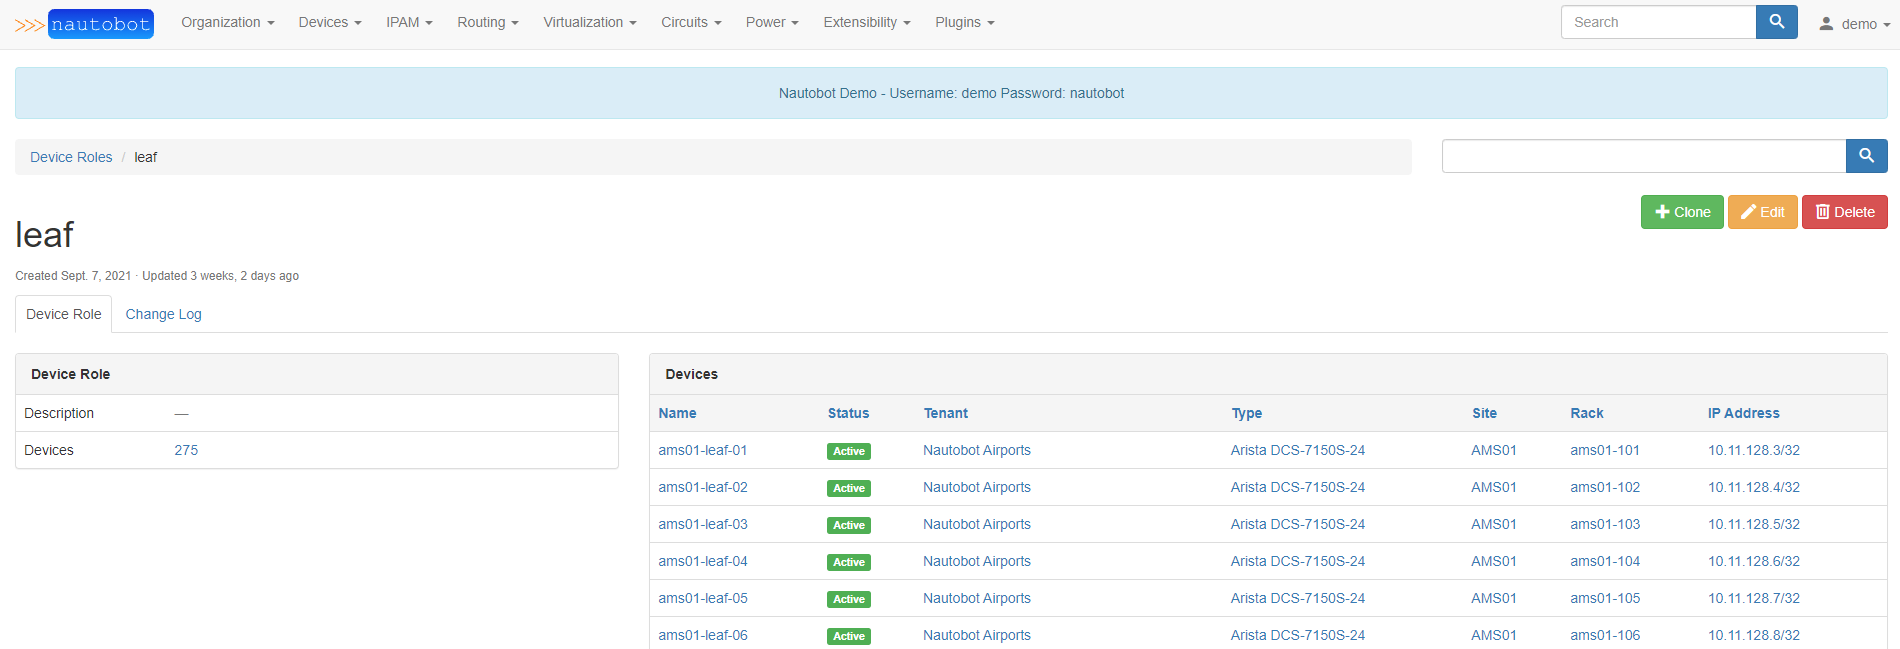 >>> nautobot Organization Devices IPAM Routing Virtualization Circuits Power Extensibility Plugins Search demo
Nautobot Demo - Username: demo Password: nautobot
Device Roles / leaf
Clone Edit Delete
leaf
Created Sept. 7, 2021 · Updated 3 weeks, 2 days ago
Device Role Change Log
Device Role
Description —
Devices 275
Devices
Name Status Tenant Type Site Rack IP Address
ams01-leaf-01 Active Nautobot Airports Arista DCS-7150S-24 AMS01 ams01-101 10.11.128.3/32
ams01-leaf-02 Active Nautobot Airports Arista DCS-7150S-24 AMS01 ams01-102 10.11.128.4/32
ams01-leaf-03 Active Nautobot Airports Arista DCS-7150S-24 AMS01 ams01-103 10.11.128.5/32
ams01-leaf-04 Active Nautobot Airports Arista DCS-7150S-24 AMS01 ams01-104 10.11.128.6/32
ams01-leaf-05 Active Nautobot Airports Arista DCS-7150S-24 AMS01 ams01-105 10.11.128.7/32
ams01-leaf-06 Active Nautobot Airports Arista DCS-7150S-24 AMS01 ams01-106 10.11.128.8/32